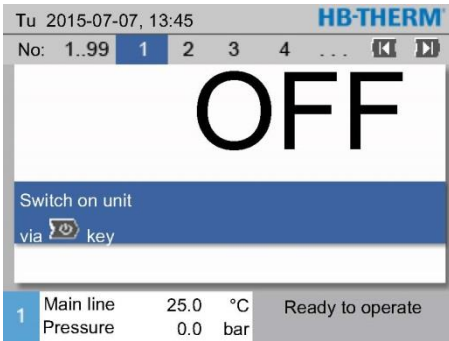 Tu 2015-07-07, 13:45 HB-THERM®
No: 1..99 1 2 3 4 ...
OFF
Switch on unit
via key
1 Main line 25.0 °C Ready to operate
Pressure 0.0 bar